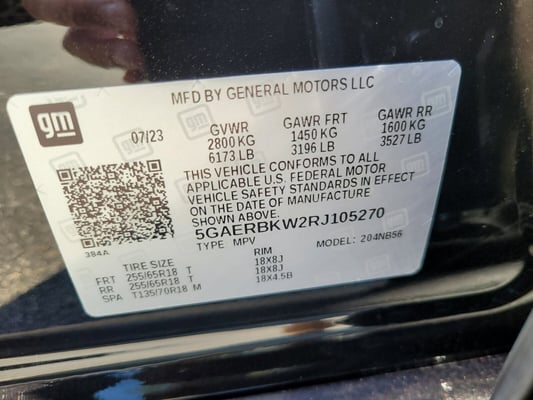 MFD BY GENERAL MOTORS LLC
gm
07/23 GVWR GAWR FRT GAWR RR
2800 KG 1450 KG 1600 KG
6173 LB 3196 LB 3527 LB
THIS VEHICLE CONFORMS TO ALL
APPLICABLE U.S. FEDERAL MOTOR
VEHICLE SAFETY STANDARDS IN EFFECT
ON THE DATE OF MANUFACTURE
SHOWN ABOVE.
5GAERBKW2RJ105270
384A
TYPE MPV MODEL/ISOFIX: 204NB56
TIRE SIZE RIM
FRT 255/65R18 T 18X8J
RR 255/65R18 T 18X8J
SPA T135/70R18 M 18X4.5B